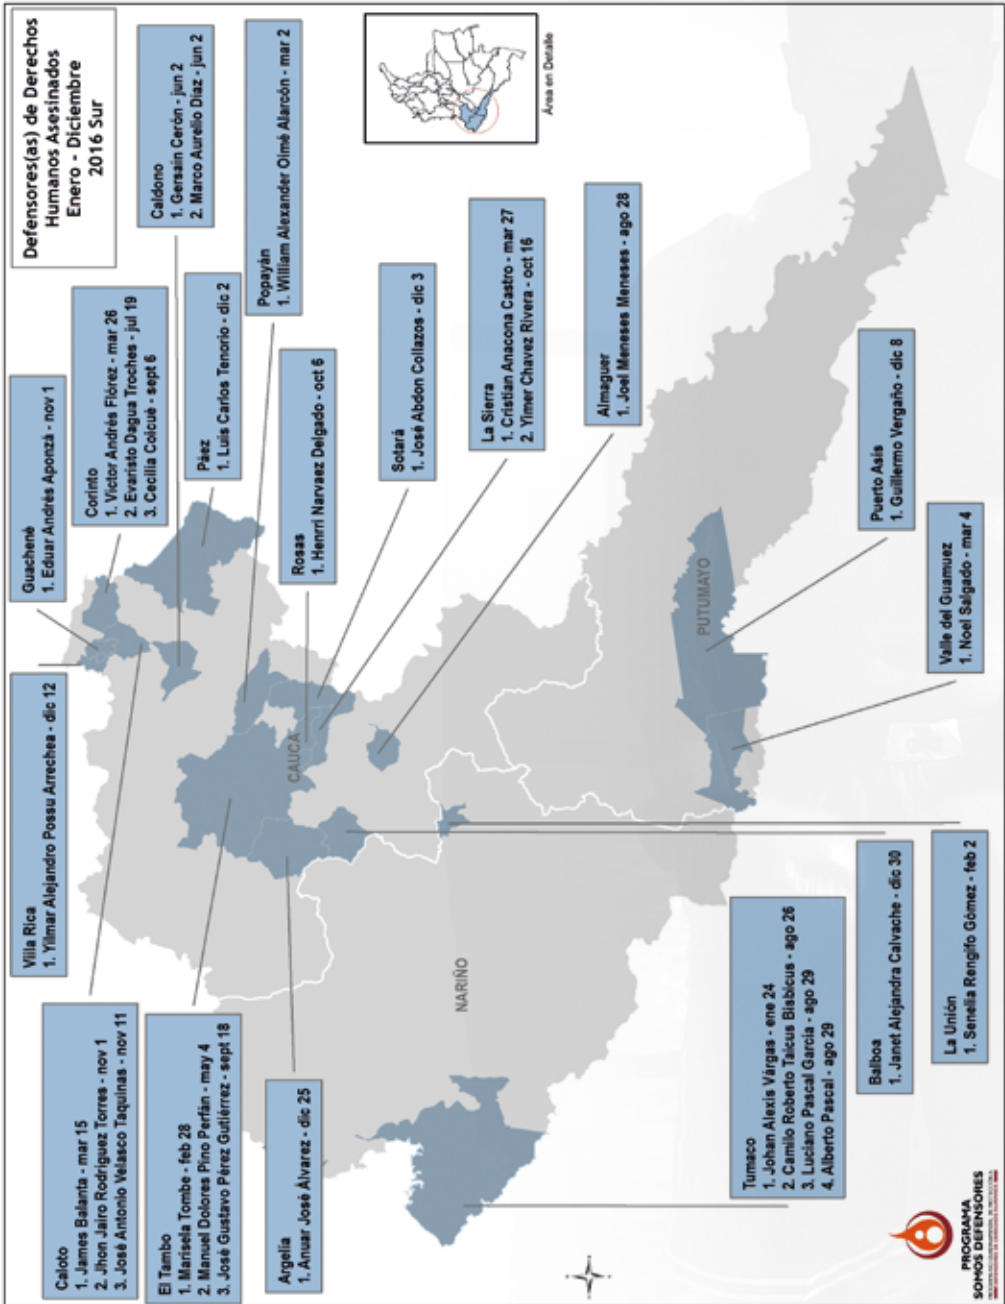 Defensores(as) de Derechos
Humanos Asesinados
Enero - Diciembre
2016 Sur
Caloto
1. James Balanta - mar 15
2. Jhon Jairo Rodríguez Torres - nov 1
3. José Antonio Velasco Taquinas - nov 11
Villa Rica
1. Yilmar Alejandro Possu Arrechea - dic 12
Guachenè
1. Eduar Andrés Aponzà - nov 1
Corinto
1. Victor Andrés Flórez - mar 26
2. Evaristo Dagua Troches - jul 19
3. Cecilia Coicuè - sept 6
Caldono
1. Gersain Cerón - jun 2
2. Marco Aurelio Díaz - jun 2
Páez
1. Luis Carlos Tenorio - dic 2
Popayán
1. William Alexander Oimé Alarcón - mar 2
El Tambo
1. Marisela Tombe - feb 28
2. Manuel Dolores Pino Perfán - may 4
3. José Gustavo Pérez Gutiérrez - sept 18
Rosas
1. Henrri Narvaez Delgado - oct 6
Sotará
1. José Abdon Collazos - dic 3
La Sierra
1. Cristian Anacona Castro - mar 27
2. Yimer Chavez Rivera - oct 16
Área en Detalle
Argelia
1. Anuar José Álvarez - dic 25
Almaguer
1. Joel Meneses Meneses - ago 28
CAUCA
NARIÑO
PUTUMAYO
Tumaco
1. Johan Alexis Várgas - ene 24
2. Camilo Roberto Taicus Bisbicus - ago 26
3. Luciano Pascal García - ago 29
4. Alberto Pascal - ago 29
Balboa
1. Janet Alejandra Calvache - dic 30
La Unión
1. Senelia Rengifo Gómez - feb 2
Valle del Guamuez
1. Noel Salgado - mar 4
Puerto Asís
1. Guillermo Vergaño - dic 8
PROGRAMA
SOMOS DEFENSORES